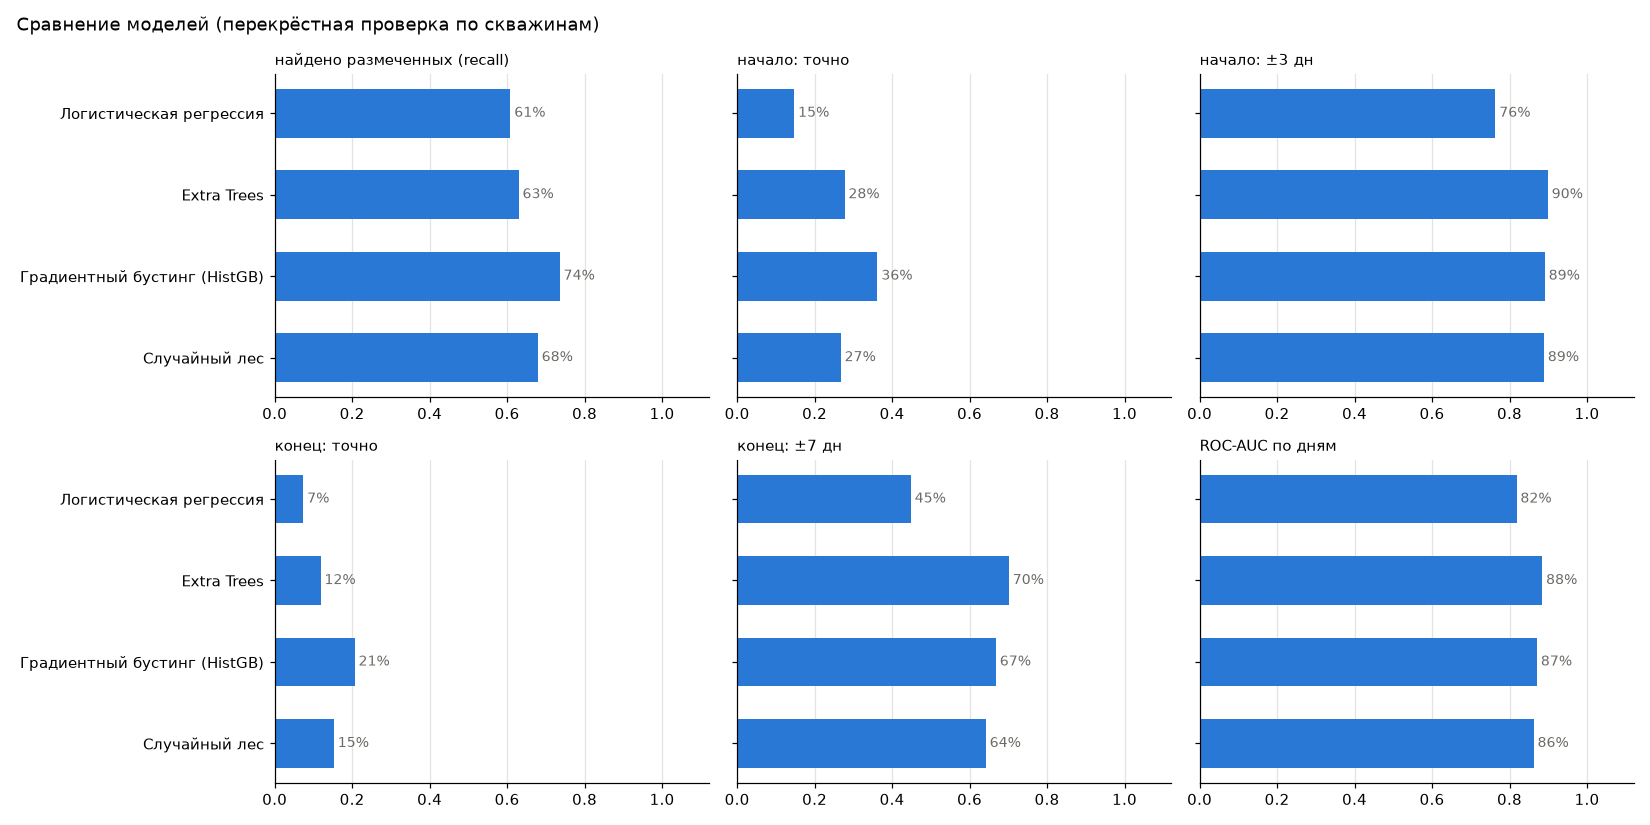 Сравнение моделей (перекрёстная проверка по скважинам)
найдено размеченных (recall)
Логистическая регрессия
61%
Extra Trees
63%
Градиентный бустинг (HistGB)
74%
Случайный лес
68%
0.0 0.2 0.4 0.6 0.8 1.0
начало: точно
15%
28%
36%
27%
0.0 0.2 0.4 0.6 0.8 1.0
начало: ±3 дн
76%
90%
89%
89%
0.0 0.2 0.4 0.6 0.8 1.0
конец: точно
Логистическая регрессия
7%
Extra Trees
12%
Градиентный бустинг (HistGB)
21%
Случайный лес
15%
0.0 0.2 0.4 0.6 0.8 1.0
конец: ±7 дн
45%
70%
67%
64%
0.0 0.2 0.4 0.6 0.8 1.0
ROC-AUC по дням
82%
88%
87%
86%
0.0 0.2 0.4 0.6 0.8 1.0